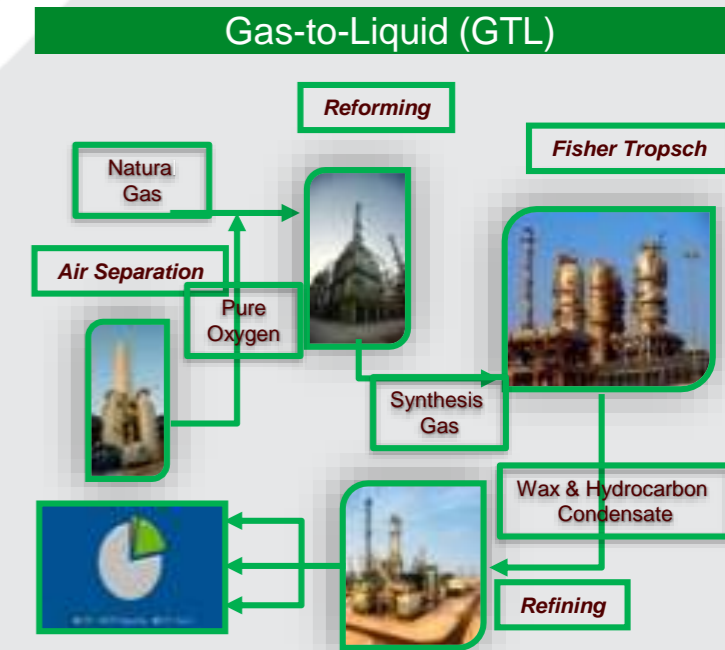 Gas-to-Liquid (GTL)
Reforming
Fisher Tropsch
Natura
Gas
Air Separation
Pure
Oxygen
Synthesis
Gas
Wax & Hydrocarbon
Condensate
Refining